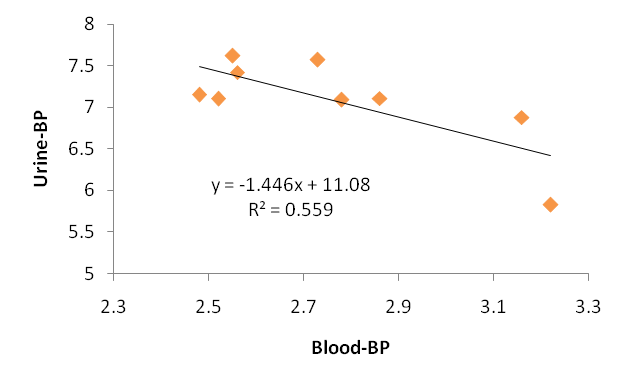 8
7.5
7
6.5
6
5.5
5
Urine-BP
y = -1.446x + 11.08
R² = 0.559
2.3 2.5 2.7 2.9 3.1 3.3
Blood-BP